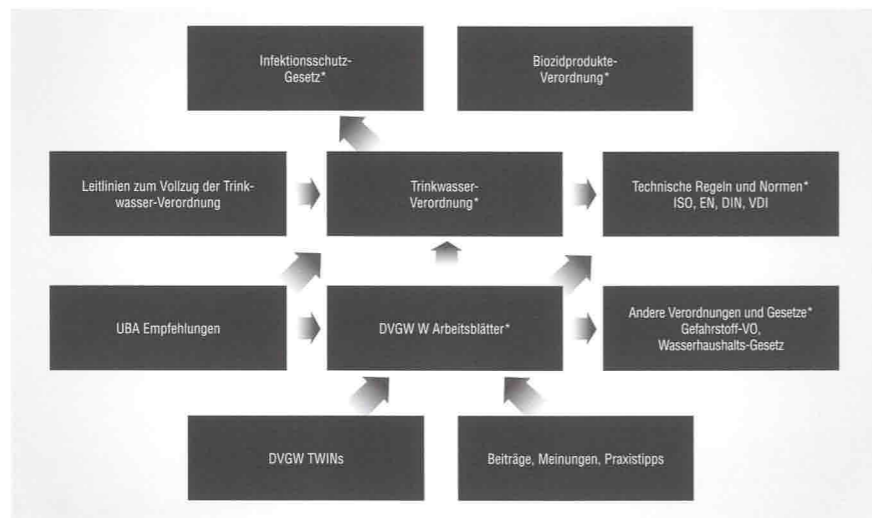 Infektionsschutz-
Gesetz*
Biozidprodukte-
Verordnung*
Leitlinien zum Vollzug der Trink-
wasser-Verordnung
Trinkwasser-
Verordnung*
Technische Regeln und Normen*
ISO, EN, DIN, VDI
UBA Empfehlungen
DVGW W Arbeitsblätter*
Andere Verordnungen und Gesetze*
Gefahrstoff-VO,
Wasserhaushalts-Gesetz
DVGW TWINs
Beiträge, Meinungen, Praxistipps